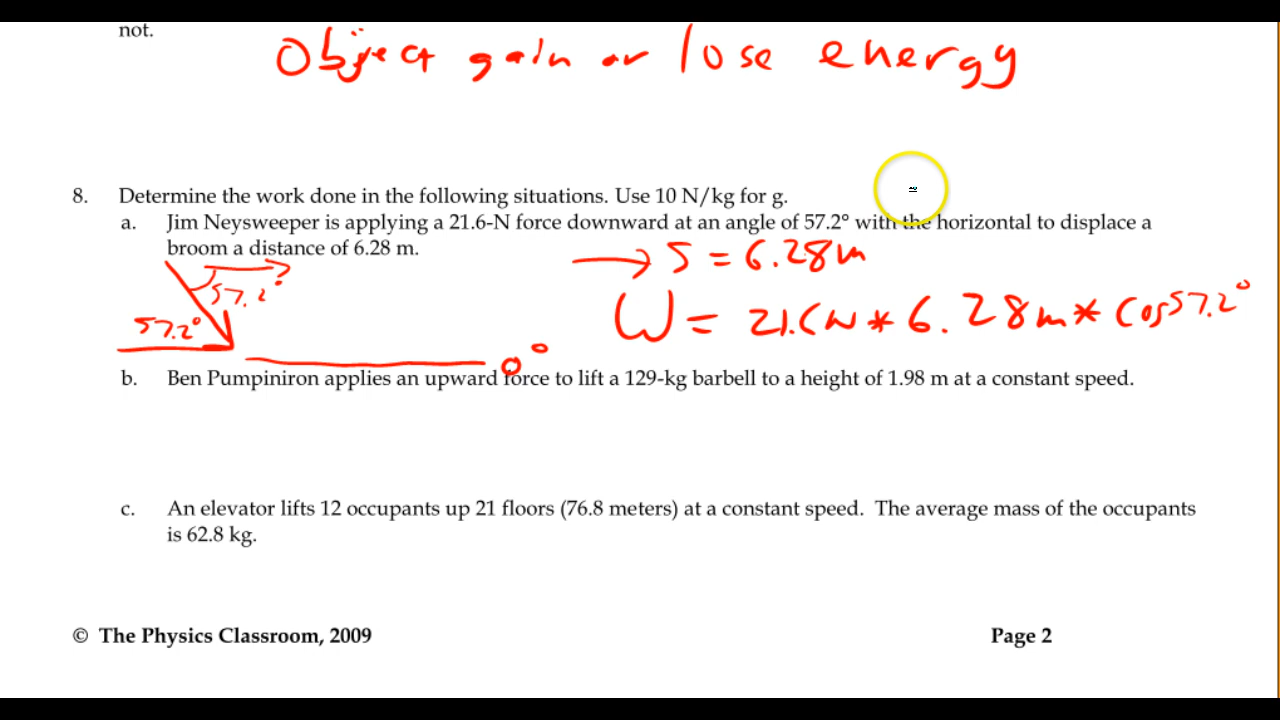 not.
Object gain or lose energy
8. Determine the work done in the following situations. Use 10 N/kg for g.
a. Jim Neysweeper is applying a 21.6-N force downward at an angle of 57.2° with the horizontal to displace a
broom a distance of 6.28 m.
→ S = 6.28m
57.2°
57.2°
W = 21.6N * 6.28m * Cos57.2°
0°
b. Ben Pumpiniron applies an upward force to lift a 129-kg barbell to a height of 1.98 m at a constant speed.
c. An elevator lifts 12 occupants up 21 floors (76.8 meters) at a constant speed. The average mass of the occupants
is 62.8 kg.
© The Physics Classroom, 2009
Page 2